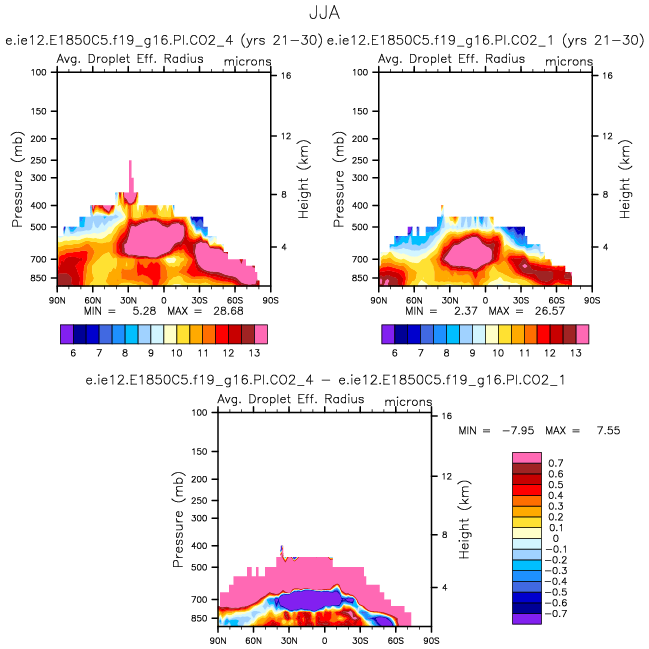 JJA
e.ie12.E1850C5.f19_g16.PI.CO2_4 (yrs 21-30) e.ie12.E1850C5.f19_g16.PI.CO2_1 (yrs 21-30)
Avg. Droplet Eff. Radius microns
100
150
200
250
300
400
500
700
850
Pressure (mb)
16
12
8
4
Height (km)
90N 60N 30N 0 30S 60S 90S
MIN = 5.28 MAX = 28.68
6 7 8 9 10 11 12 13
Avg. Droplet Eff. Radius microns
100
150
200
250
300
400
500
700
850
Pressure (mb)
16
12
8
4
Height (km)
90N 60N 30N 0 30S 60S 90S
MIN = 2.37 MAX = 26.57
6 7 8 9 10 11 12 13
e.ie12.E1850C5.f19_g16.PI.CO2_4 - e.ie12.E1850C5.f19_g16.PI.CO2_1
Avg. Droplet Eff. Radius microns
100
150
200
250
300
400
500
700
850
Pressure (mb)
16
12
8
4
Height (km)
90N 60N 30N 0 30S 60S 90S
MIN = -7.95 MAX = 7.55
0.7
0.6
0.5
0.4
0.3
0.2
0.1
0
-0.1
-0.2
-0.3
-0.4
-0.5
-0.6
-0.7